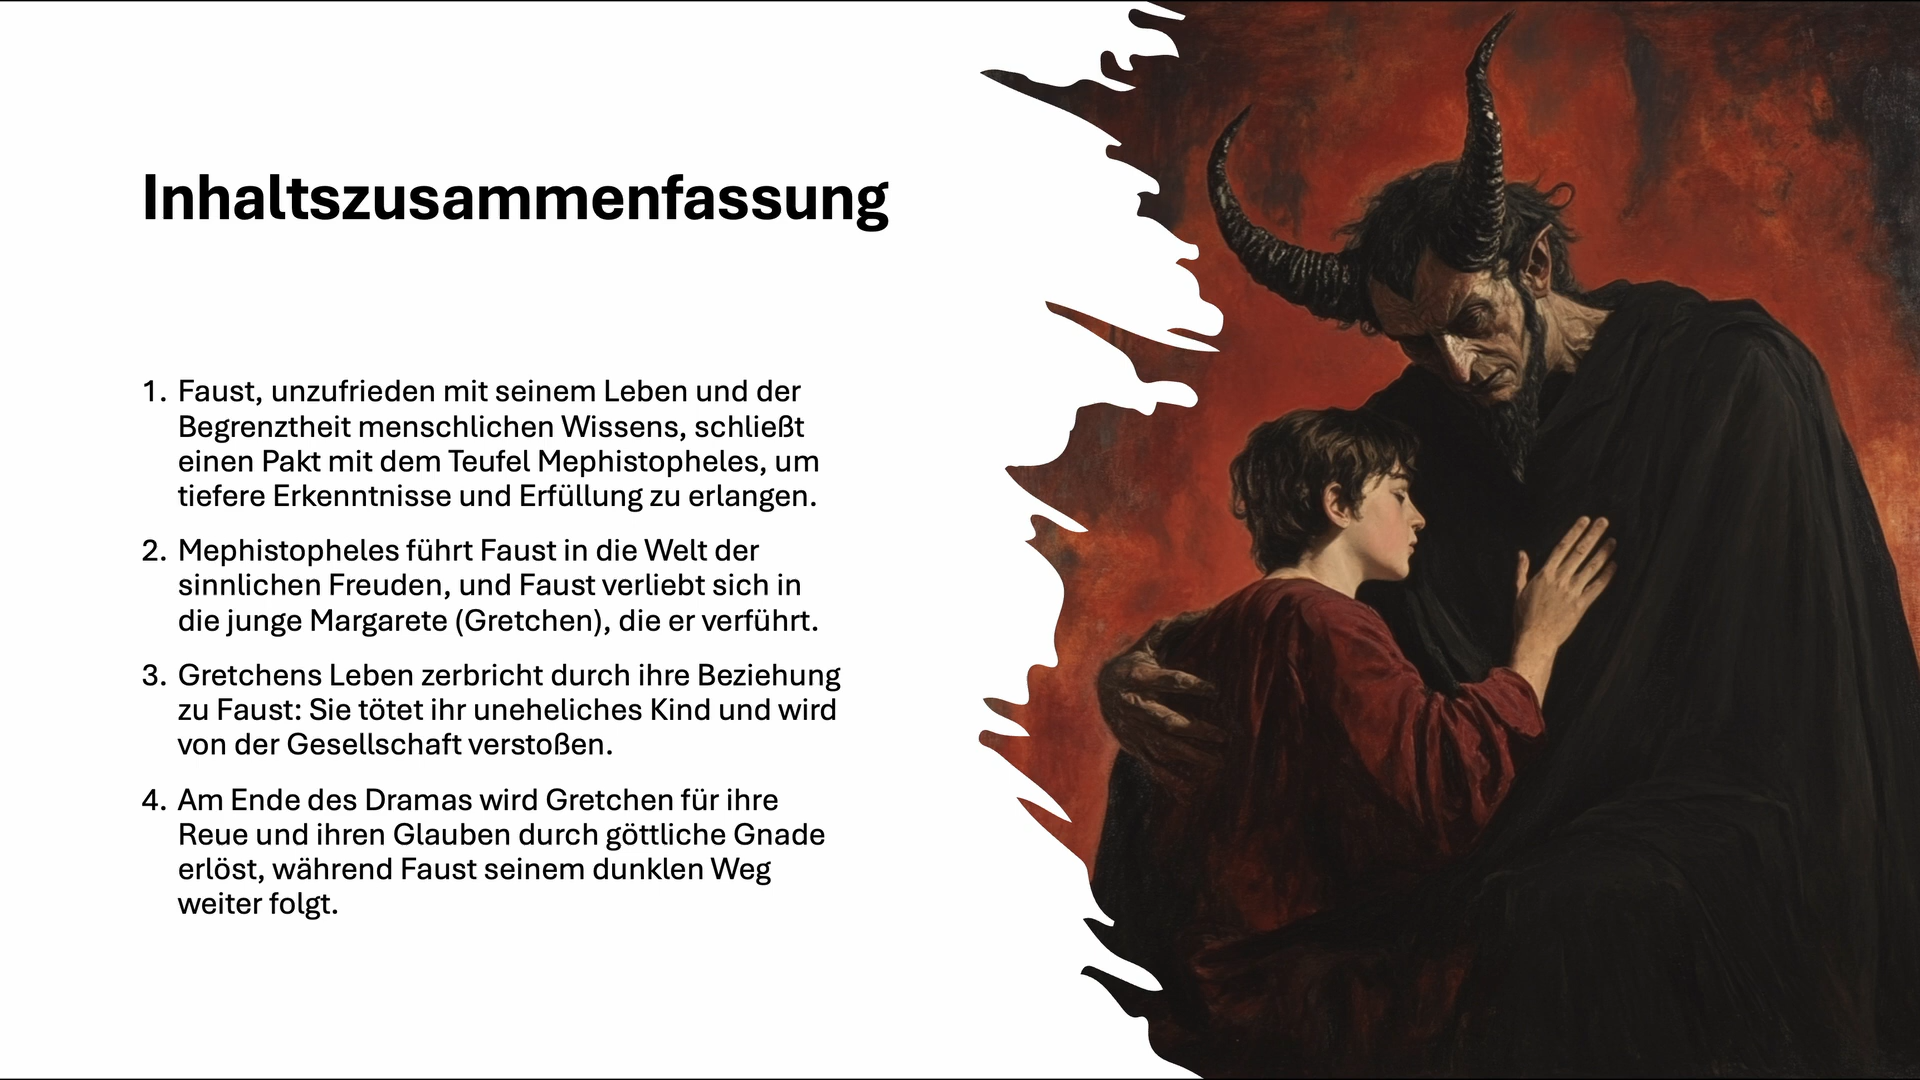 Inhaltszusammenfassung
1. Faust, unzufrieden mit seinem Leben und der
Begrenztheit menschlichen Wissens, schließt
einen Pakt mit dem Teufel Mephistopheles, um
tiefere Erkenntnisse und Erfüllung zu erlangen.
2. Mephistopheles führt Faust in die Welt der
sinnlichen Freuden, und Faust verliebt sich in
die junge Margarete (Gretchen), die er verführt.
3. Gretchens Leben zerbricht durch ihre Beziehung
zu Faust: Sie tötet ihr uneheliches Kind und wird
von der Gesellschaft verstoßen.
4. Am Ende des Dramas wird Gretchen für ihre
Reue und ihren Glauben durch göttliche Gnade
erlöst, während Faust seinem dunklen Weg
weiter folgt.